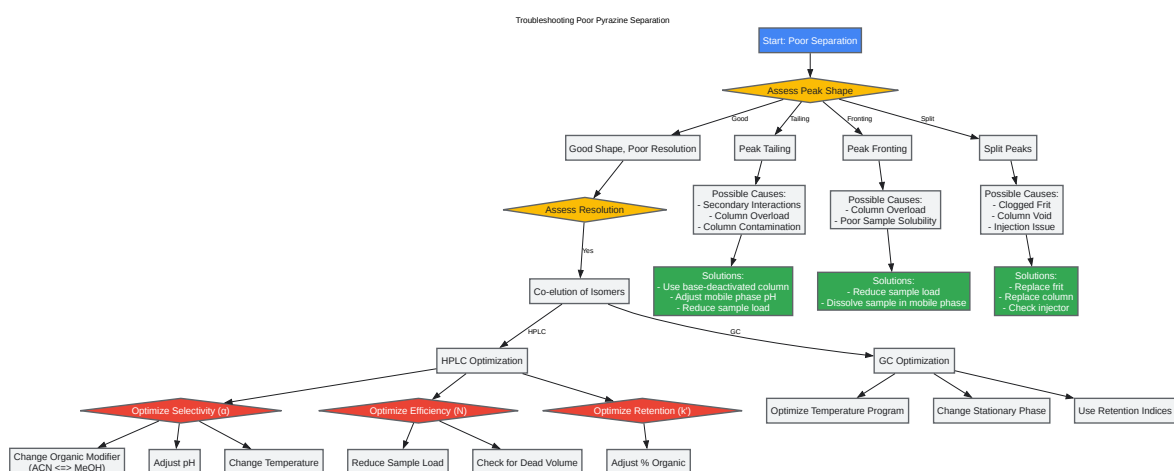 Troubleshooting Poor Pyrazine Separation
Start: Poor Separation
Assess Peak Shape
Good
Tailing
Fronting
Split
Good Shape, Poor Resolution
Peak Tailing
Peak Fronting
Split Peaks
Assess Resolution
Possible Causes:
- Secondary Interactions
- Column Overload
- Column Contamination
Possible Causes:
- Column Overload
- Poor Sample Solubility
Possible Causes:
- Clogged Frit
- Column Void
- Injection Issue
Yes
Co-elution of Isomers
Solutions:
- Use base-deactivated column
- Adjust mobile phase pH
- Reduce sample load
Solutions:
- Reduce sample load
- Dissolve sample in mobile phase
Solutions:
- Replace frit
- Replace column
- Check injector
HPLC
GC
HPLC Optimization
GC Optimization
Optimize Selectivity (α)
Optimize Efficiency (N)
Optimize Retention (k')
Optimize Temperature Program
Change Stationary Phase
Use Retention Indices
Change Organic Modifier
(ACN <=> MeOH)
Adjust pH
Change Temperature
Reduce Sample Load
Check for Dead Volume
Adjust % Organic